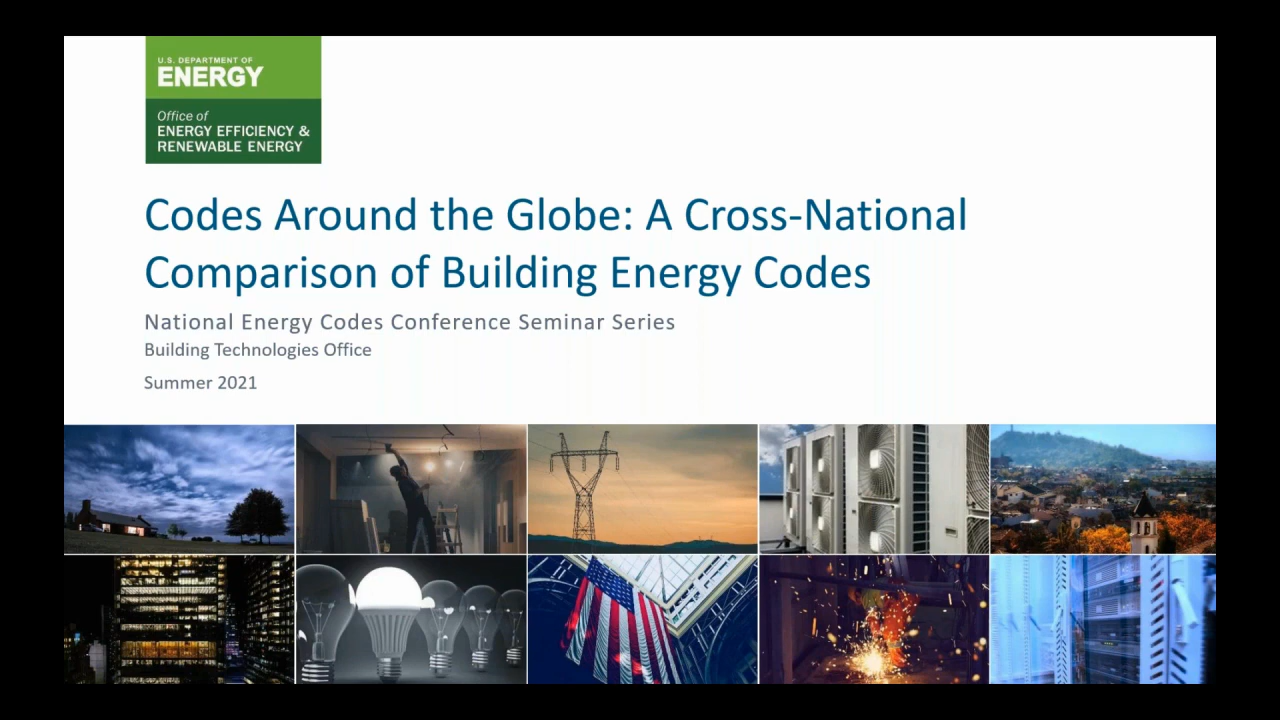 U.S. DEPARTMENT OF
ENERGY
Office of
ENERGY EFFICIENCY &
RENEWABLE ENERGY
Codes Around the Globe: A Cross-National
Comparison of Building Energy Codes
National Energy Codes Conference Seminar Series
Building Technologies Office
Summer 2021